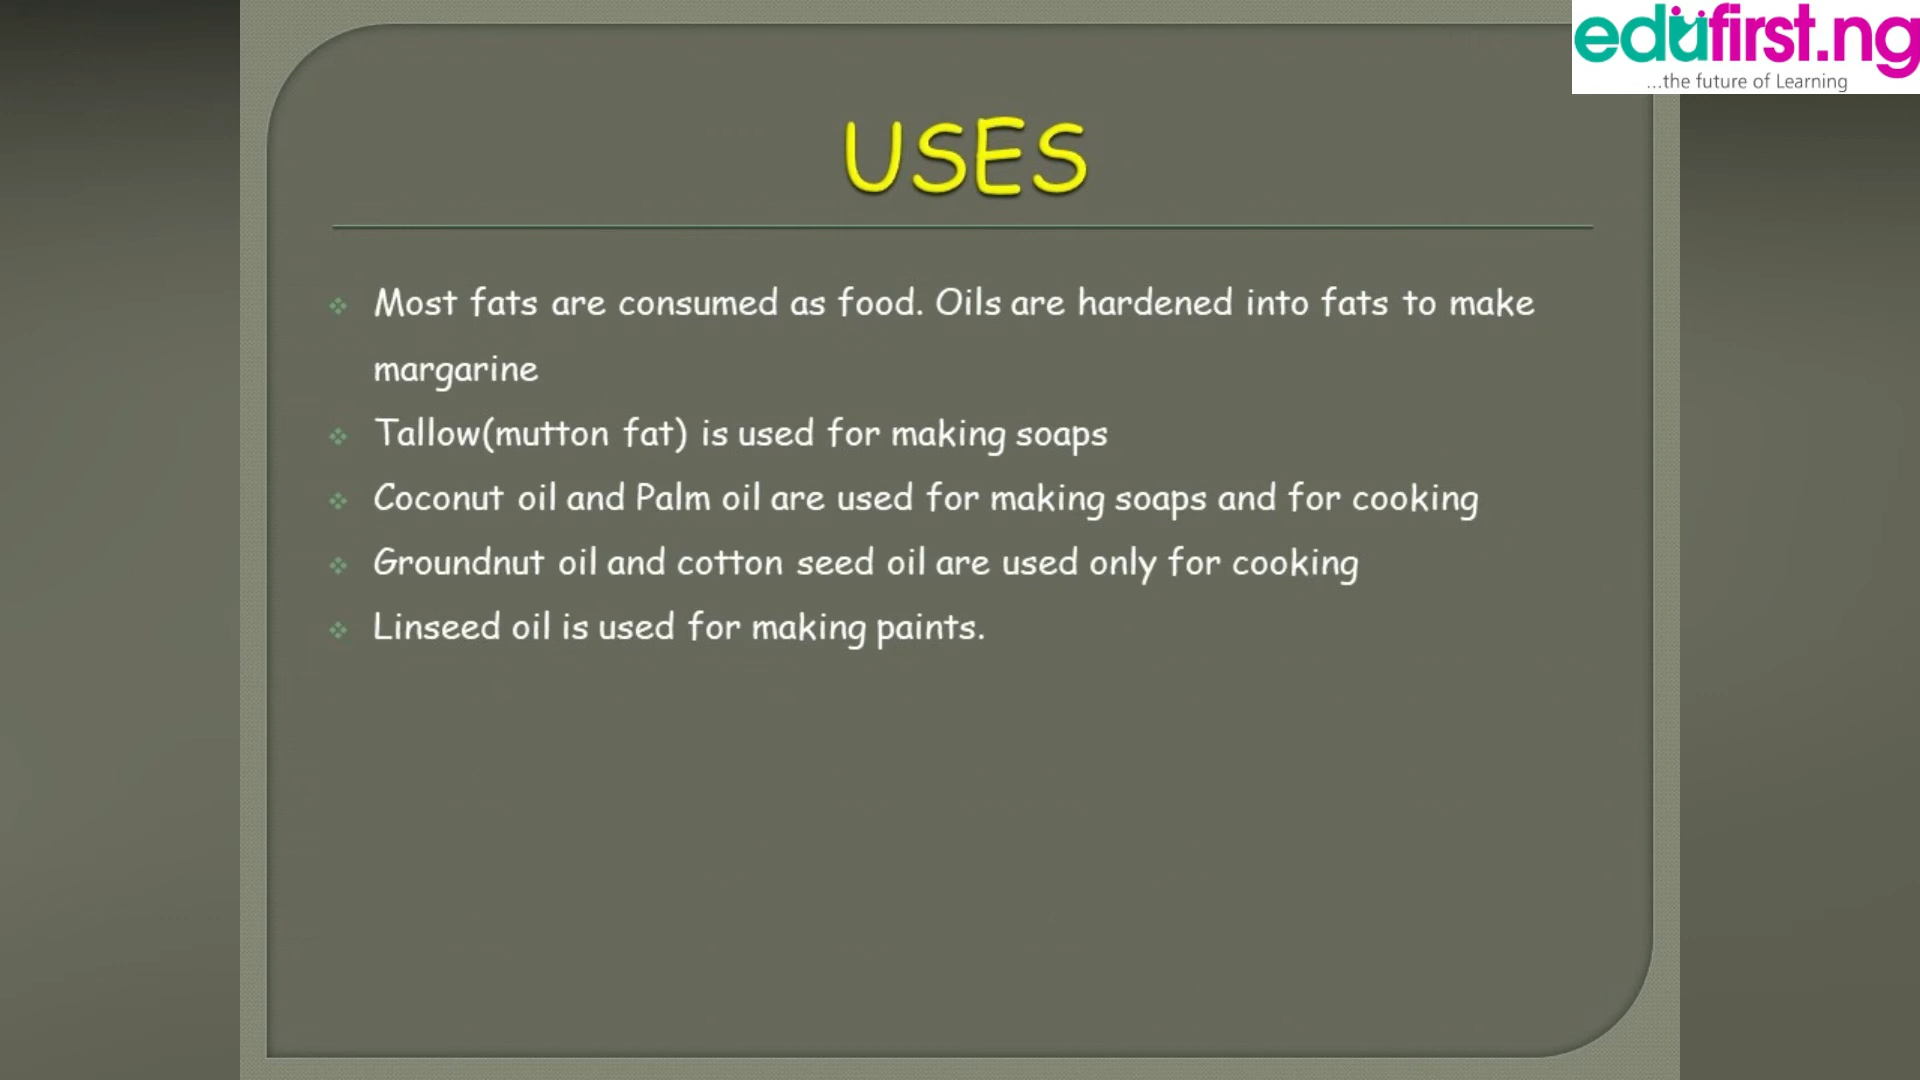 edufirst.ng
...the future of Learning
USES
Most fats are consumed as food. Oils are hardened into fats to make
margarine
Tallow(mutton fat) is used for making soaps
Coconut oil and Palm oil are used for making soaps and for cooking
Groundnut oil and cotton seed oil are used only for cooking
Linseed oil is used for making paints.